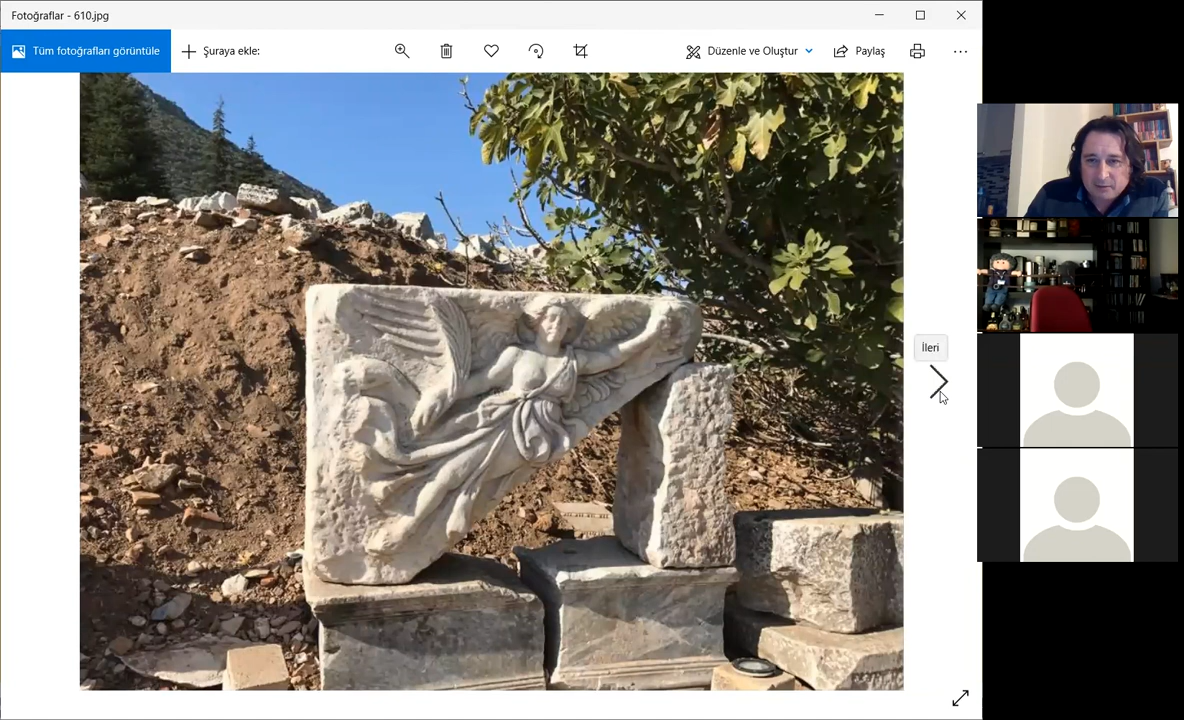 Fotoğraflar - 610.jpg
Tüm fotoğrafları görüntüle
Şuraya ekle:
Düzenle ve Oluştur
Paylaş
İleri